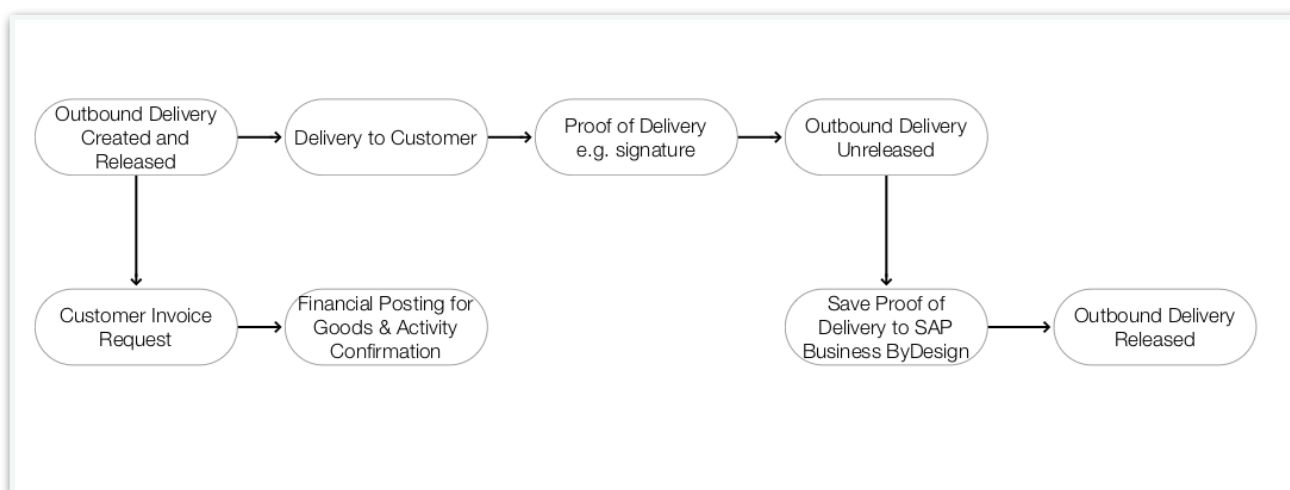 Outbound Delivery
Created and
Released
Delivery to Customer
Proof of Delivery
e.g. signature
Outbound Delivery
Unreleased
Customer Invoice
Request
Financial Posting for
Goods & Activity
Confirmation
Save Proof of
Delivery to SAP
Business ByDesign
Outbound Delivery
Released